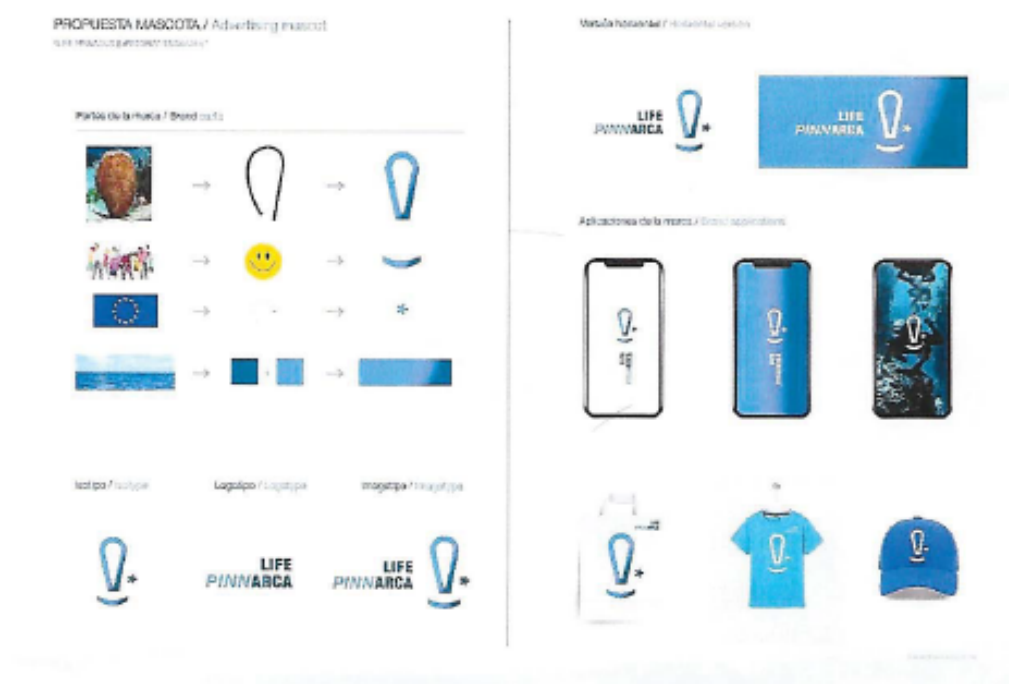 PROPUESTA MASCOTA / Advertising mascot
Partes de la marca / Brand parts
Isotipo / Isotype
Logotipo / Logotype
Imagotipo / Imagotype
*
LIFE
PINNARCA
LIFE
PINNARCA *
Versión horizontal / Horizontal version
LIFE
PINNARCA *
LIFE
PINNARCA *
Aplicaciones de la marca / Brand applications